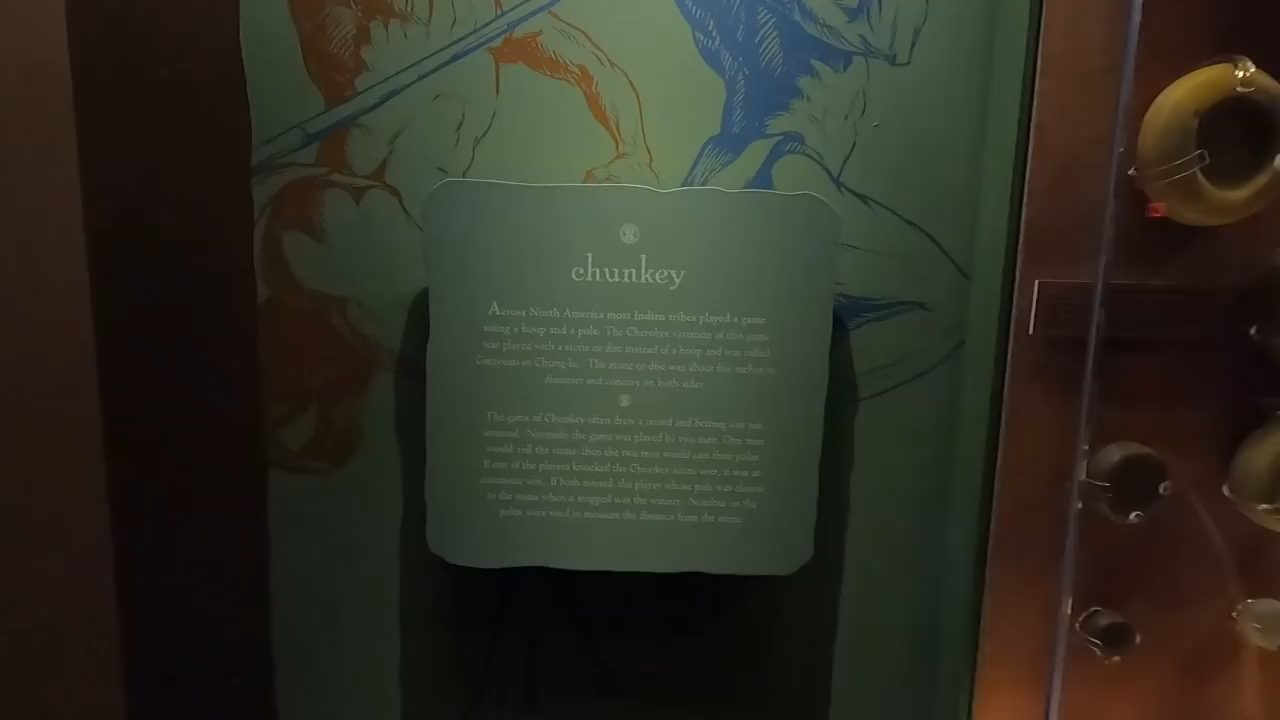 chunkey
Across North America most Indian tribes played a game
using a hoop and a pole. The Cherokee variation of this game
was played with a stone or disc instead of a hoop and was called
or Chung-ke. The stone or disc was about five inches in
diameter and concave on both sides.
The game of Chunkey often drew a crowd and betting was not
unusual. Normally the game was played by two men. One man
would roll the stone, then the two men would cast their poles.
If one of the players knocked the Chunkey stone over, it was an
automatic win. If both missed, the player whose pole was closest
to the stone when it stopped was the winner. Notches on the
poles were used to measure the distance from the stone.